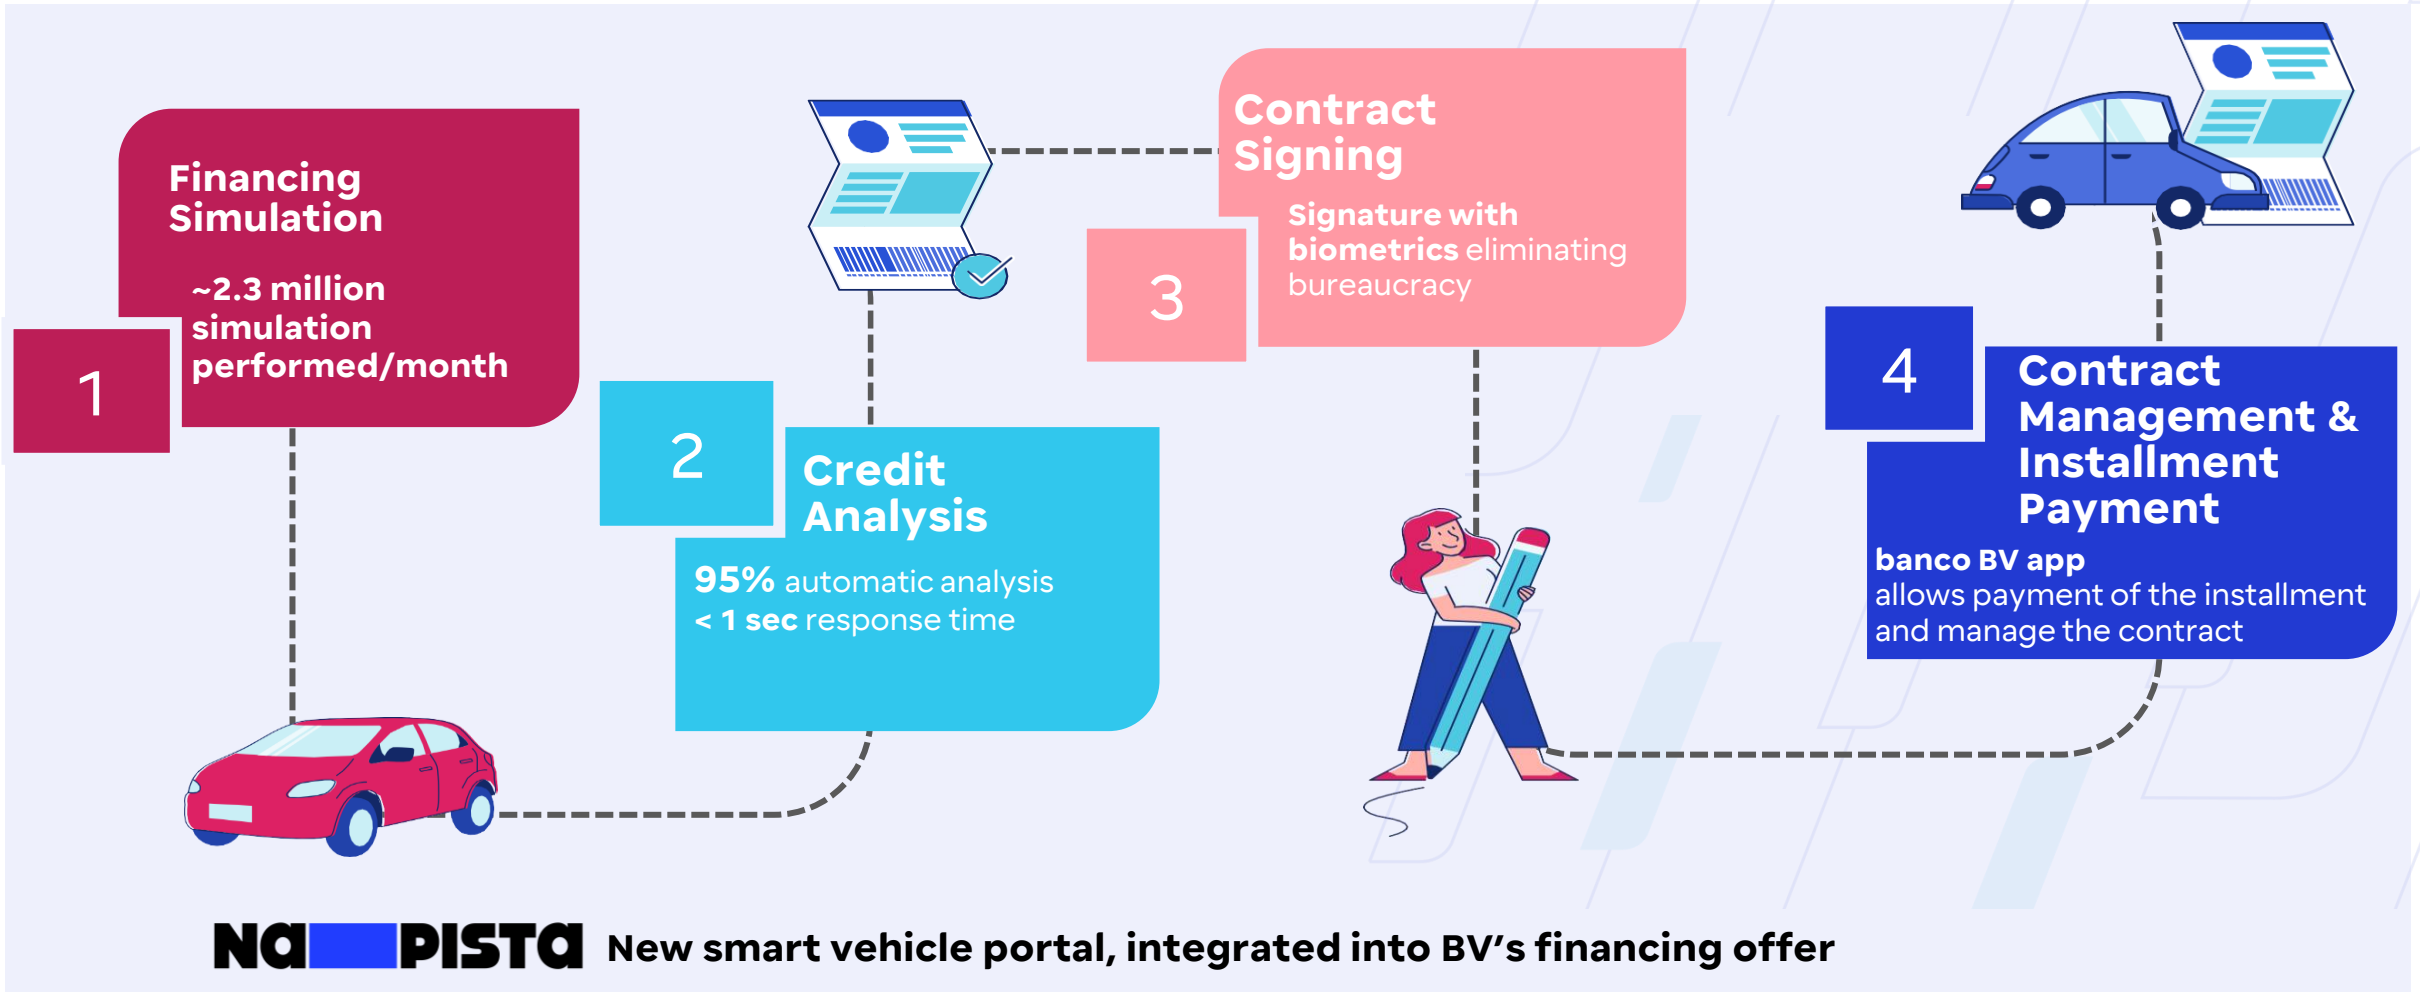 1
Financing
Simulation
~2.3 million
simulation
performed/month
2
Credit
Analysis
95% automatic analysis
< 1 sec response time
3
Contract
Signing
Signature with
biometrics eliminating
bureaucracy
4
Contract
Management &
Installment
Payment
banco BV app
allows payment of the installment
and manage the contract
Na PISTa New smart vehicle portal, integrated into BV's financing offer